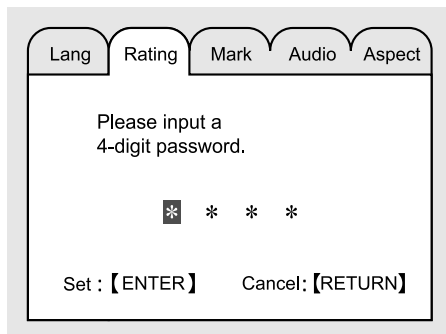 Lang Rating Mark Audio Aspect
Please input a
4-digit password.
* * * *
Set :【ENTER】 Cancel:【RETURN】